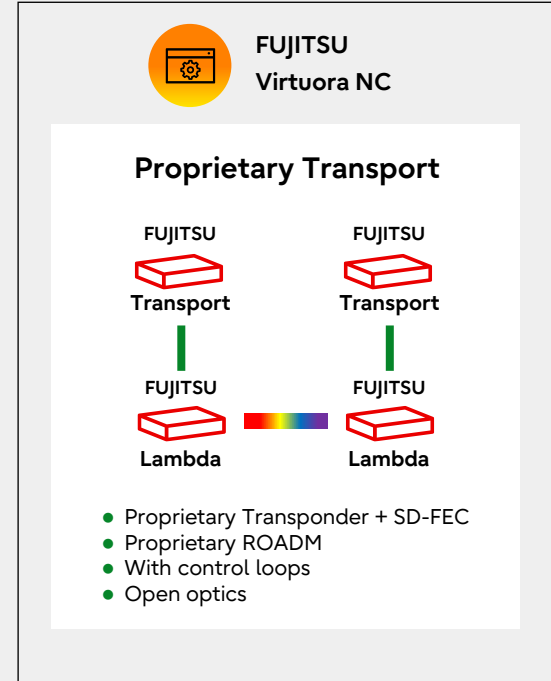 FUJITSU
Virtuora NC
Proprietary Transport
FUJITSU FUJITSU
Transport Transport
FUJITSU FUJITSU
Lambda Lambda
• Proprietary Transponder + SD-FEC
• Proprietary ROADM
• With control loops
• Open optics